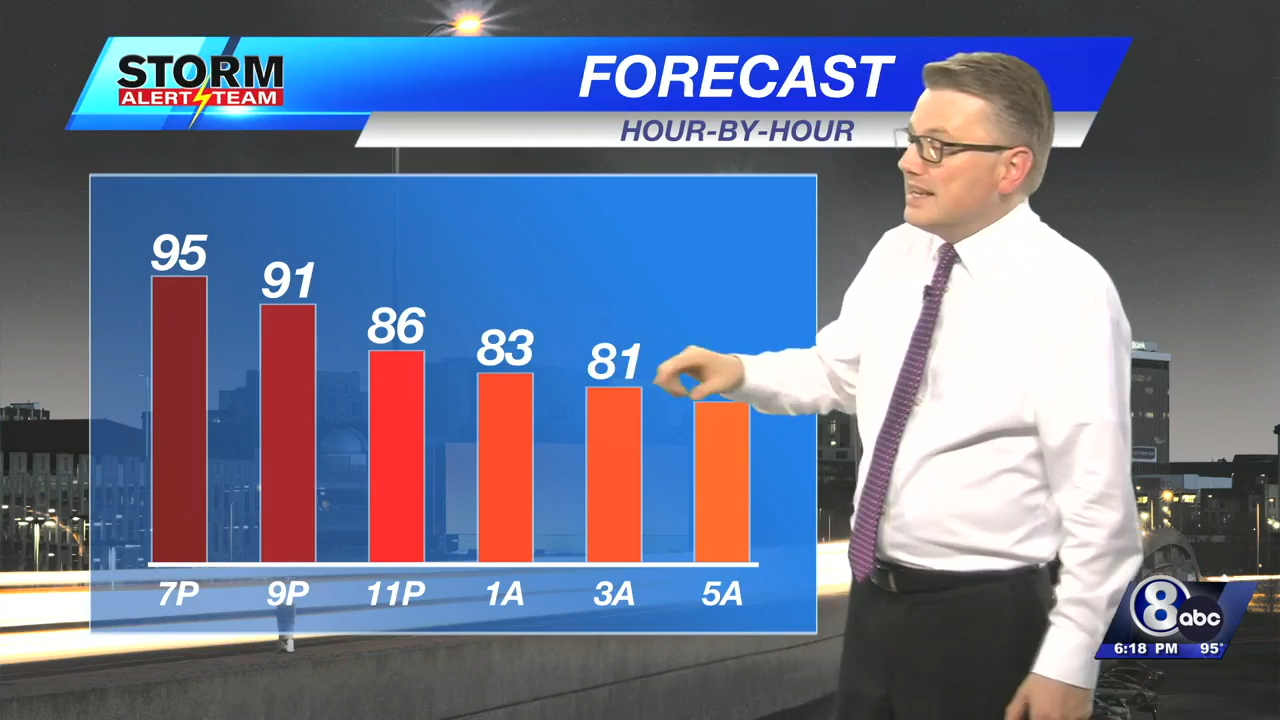 STORM
ALERT TEAM
FORECAST
HOUR-BY-HOUR
95
91
86
83
81
7P
9P
11P
1A
3A
5A
8 abc
6:18 PM 95°